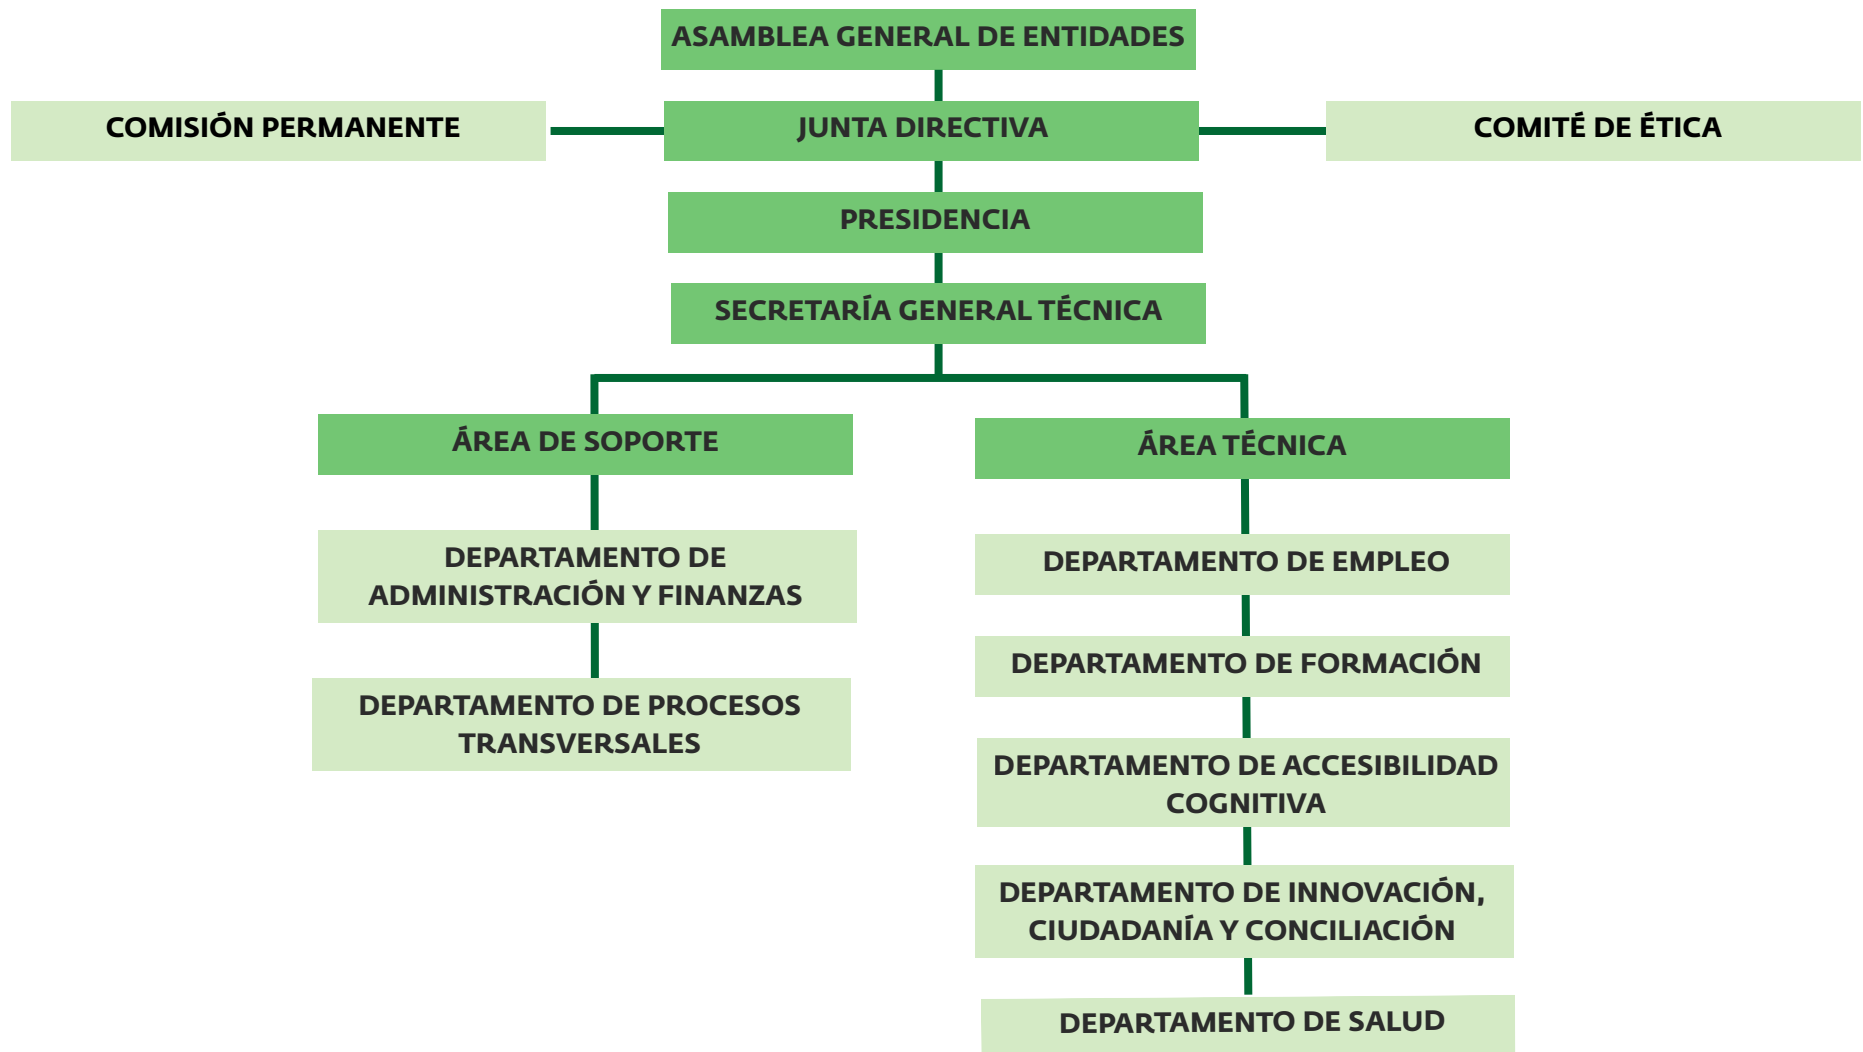 ASAMBLEA GENERAL DE ENTIDADES
COMISIÓN PERMANENTE
JUNTA DIRECTIVA
COMITÉ DE ÉTICA
PRESIDENCIA
SECRETARÍA GENERAL TÉCNICA
ÁREA DE SOPORTE
DEPARTAMENTO DE
ADMINISTRACIÓN Y FINANZAS
DEPARTAMENTO DE PROCESOS
TRANSVERSALES
ÁREA TÉCNICA
DEPARTAMENTO DE EMPLEO
DEPARTAMENTO DE FORMACIÓN
DEPARTAMENTO DE ACCESIBILIDAD
COGNITIVA
DEPARTAMENTO DE INNOVACIÓN,
CIUDADANÍA Y CONCILIACIÓN
DEPARTAMENTO DE SALUD